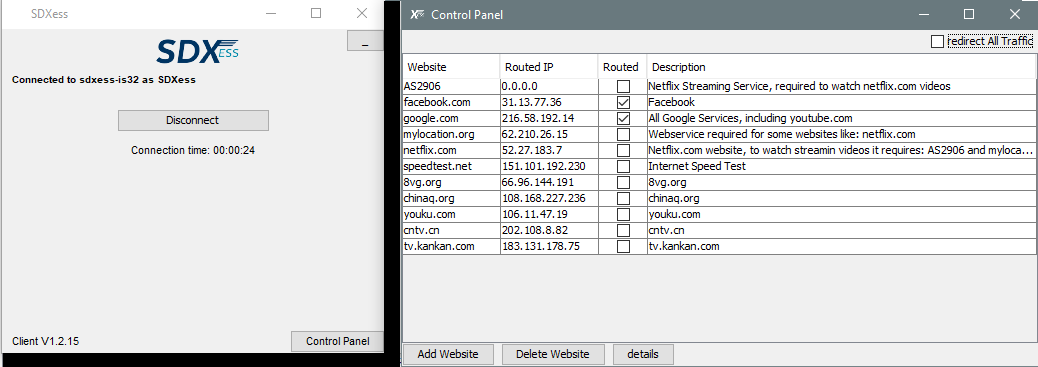 SDXess
SDXESS
Connected to sdxess-is32 as SDXess
Disconnect
Connection time: 00:00:24
Client V1.2.15
Control Panel
Control Panel
redirect All Traffic
Website Routed IP Routed Description
AS2906 0.0.0.0 Netflix Streaming Service, required to watch netflix.com videos
facebook.com 31.13.77.36 Facebook
google.com 216.58.192.14 All Google Services, including youtube.com
mylocation.org 62.210.26.15 Webservice required for some websites like: netflix.com
netflix.com 52.27.183.7 Netflix.com website, to watch streamin videos it requires: AS2906 and myloca...
speedtest.net 151.101.192.230 Internet Speed Test
8vg.org 66.96.144.191 8vg.org
chinaq.org 108.168.227.236 chinaq.org
youku.com 106.11.47.19 youku.com
cntv.cn 202.108.8.82 cntv.cn
tv.kankan.com 183.131.178.75 tv.kankan.com
Add Website Delete Website details